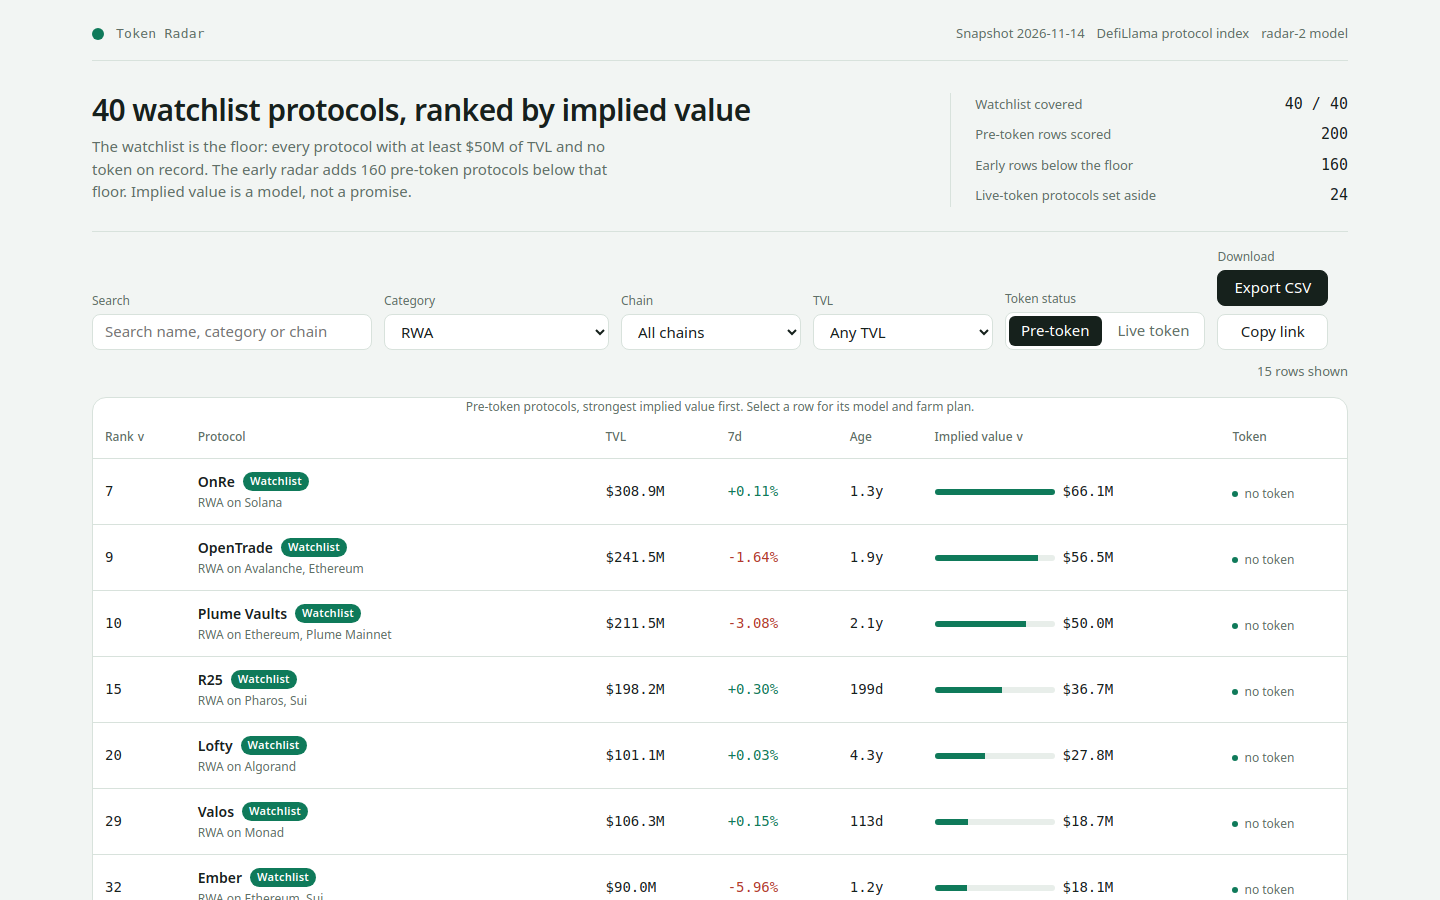 Token Radar
Snapshot 2026-11-14 DefiLlama protocol index radar-2 model
40 watchlist protocols, ranked by implied value
The watchlist is the floor: every protocol with at least $50M of TVL and no
token on record. The early radar adds 160 pre-token protocols below that
floor. Implied value is a model, not a promise.
Watchlist covered 40 / 40
Pre-token rows scored 200
Early rows below the floor 160
Live-token protocols set aside 24
Search Category Chain TVL Token status Download
Search name, category or chain RWA All chains Any TVL Pre-token Live token Export CSV
Copy link
15 rows shown
Pre-token protocols, strongest implied value first. Select a row for its model and farm plan.
Rank v Protocol TVL 7d Age Implied value v Token
7 OnRe Watchlist $308.9M +0.11% 1.3y $66.1M no token
RWA on Solana
9 OpenTrade Watchlist $241.5M -1.64% 1.9y $56.5M no token
RWA on Avalanche, Ethereum
10 Plume Vaults Watchlist $211.5M -3.08% 2.1y $50.0M no token
RWA on Ethereum, Plume Mainnet
15 R25 Watchlist $198.2M +0.30% 199d $36.7M no token
RWA on Pharos, Sui
20 Lofty Watchlist $101.1M +0.03% 4.3y $27.8M no token
RWA on Algorand
29 Valos Watchlist $106.3M +0.15% 113d $18.7M no token
RWA on Monad
32 Ember Watchlist $90.0M -5.96% 1.2y $18.1M no token
RWA on Ethereum, Sui